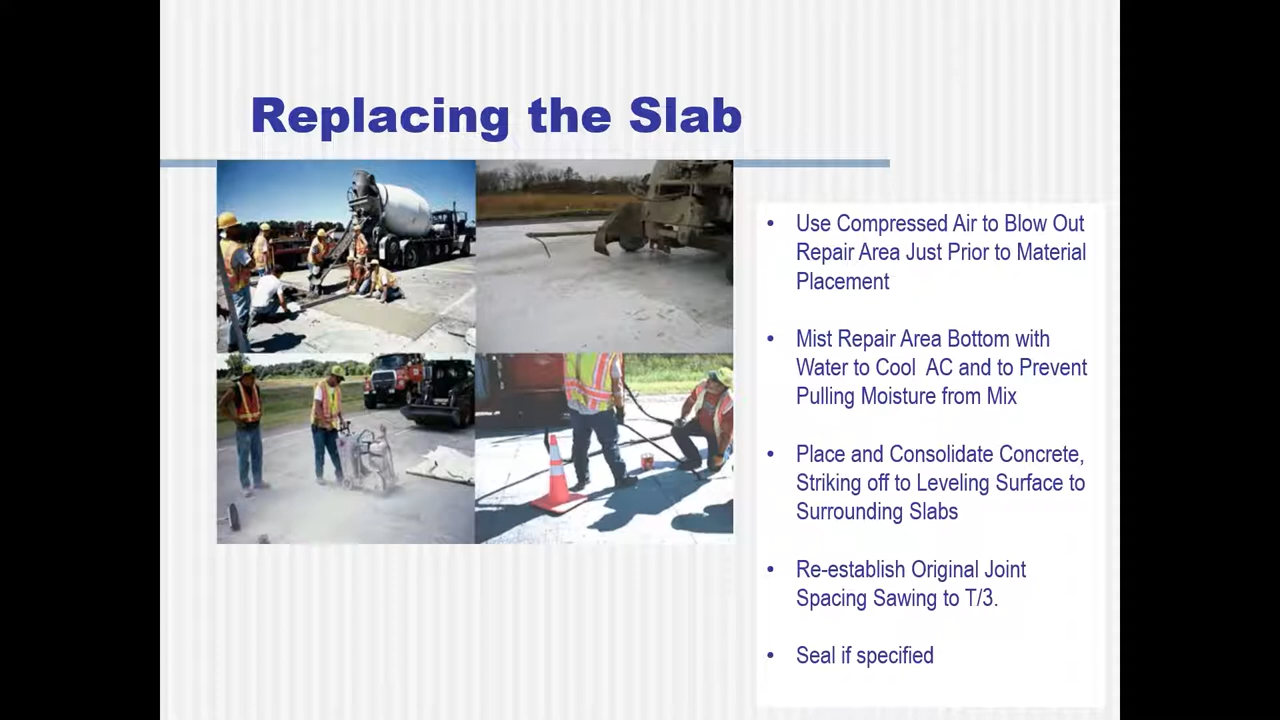 Replacing the Slab
• Use Compressed Air to Blow Out
Repair Area Just Prior to Material
Placement
• Mist Repair Area Bottom with
Water to Cool  AC and to Prevent
Pulling Moisture from Mix
• Place and Consolidate Concrete,
Striking off to Leveling Surface to
Surrounding Slabs
• Re-establish Original Joint
Spacing Sawing to T/3.
• Seal if specified